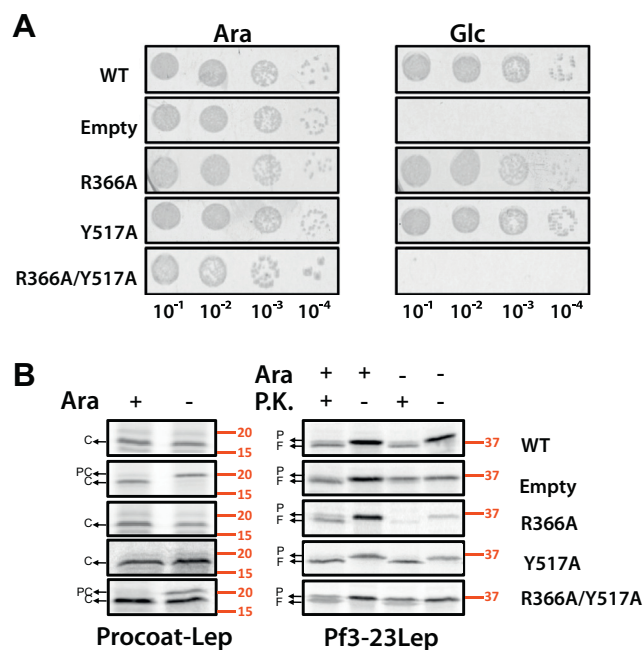 A
Ara Glc
WT
Empty
R366A
Y517A
R366A/Y517A
10⁻¹ 10⁻² 10⁻³ 10⁻⁴ 10⁻¹ 10⁻² 10⁻³ 10⁻⁴
B
Ara + + - -
Ara + - P.K. + - + -
C 20 15 P F 37 WT
PC C 20 15 P F 37 Empty
C 20 15 P F 37 R366A
C 20 15 P F 37 Y517A
PC C 20 15 P F 37 R366A/Y517A
Procoat-Lep Pf3-23Lep